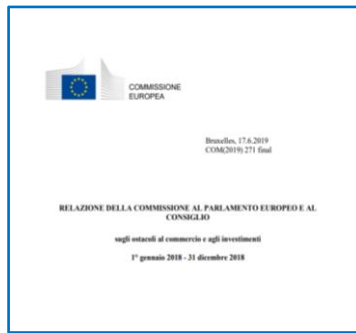 COMMISSIONE
EUROPEA
Bruxelles, 17.6.2019
COM(2019) 271 final
RELAZIONE DELLA COMMISSIONE AL PARLAMENTO EUROPEO E AL
CONSIGLIO
sugli ostacoli al commercio e agli investimenti
1° gennaio 2018 - 31 dicembre 2018